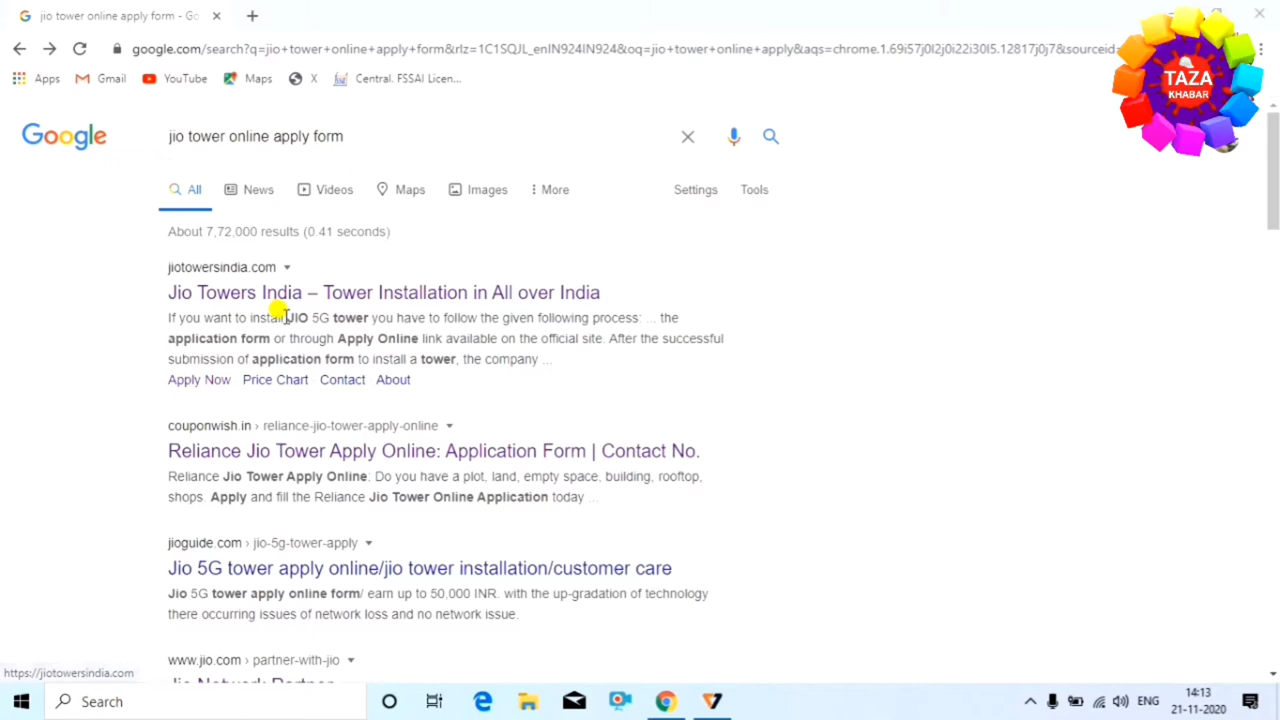 jio tower online apply form - Go
google.com/search?q=jio+tower+online+apply+form&rlz=1C1SQJL_enIN924IN924&oq=jio+tower+online+apply&aqs=chrome.1.69i57j0l2j0i22i30l5.12817j0j7&sourceid
Apps Gmail YouTube Maps X Central. FSSAI Licen...
TAZA
KHABAR
Google jio tower online apply form
All News Videos Maps Images More Settings Tools
About 7,72,000 results (0.41 seconds)
jiotowersindia.com
Jio Towers India – Tower Installation in All over India
If you want to install JIO 5G tower you have to follow the given following process: ... the
application form or through Apply Online link available on the official site. After the successful
submission of application form to install a tower, the company ...
Apply Now Price Chart Contact About
couponwish.in › reliance-jio-tower-apply-online
Reliance Jio Tower Apply Online: Application Form | Contact No.
Reliance Jio Tower Apply Online: Do you have a plot, land, empty space, building, rooftop,
shops. Apply and fill the Reliance Jio Tower Online Application today ...
jioguide.com › jio-5g-tower-apply
Jio 5G tower apply online/jio tower installation/customer care
Jio 5G tower apply online form/ earn up to 50,000 INR. with the up-gradation of technology
there occurring issues of network loss and no network issue.
www.jio.com › partner-with-jio
Jio Network Partner
https://jiotowersindia.com
Search
ENG
14:13
21-11-2020